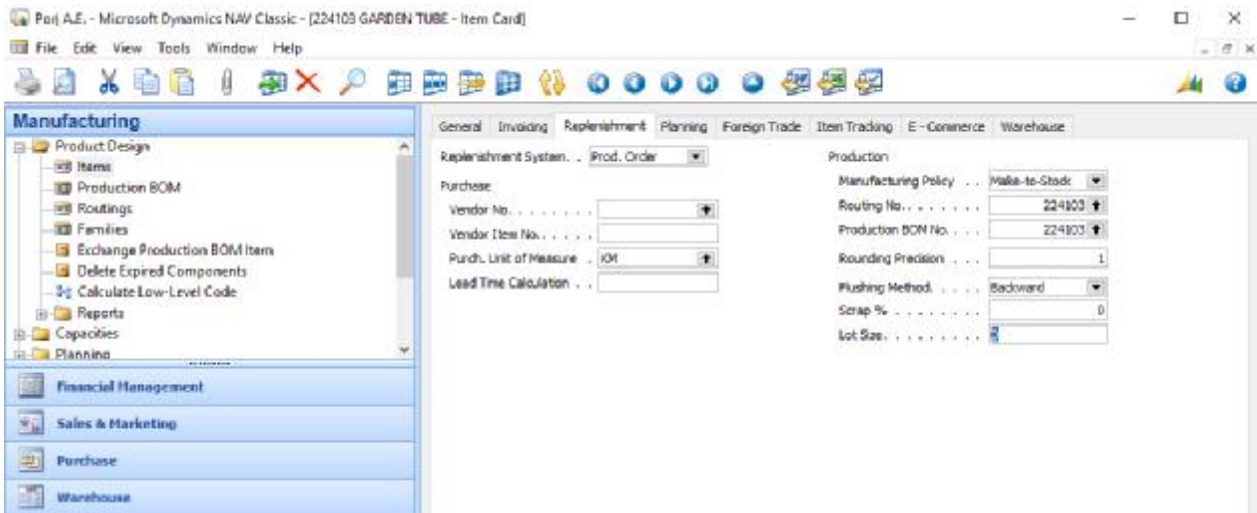 Porj A.E. - Microsoft Dynamics NAV Classic - [224103 GARDEN TUBE - Item Card]
File Edit View Tools Window Help
Manufacturing
Product Design
Items
Production BOM
Routings
Families
Exchange Production BOM Item
Delete Expired Components
Calculate Low-Level Code
Reports
Capacities
Planning
Financial Management
Sales & Marketing
Purchase
Warehouse
General Invoicing Replenishment Planning Foreign Trade Item Tracking E - Commerce Warehouse
Replenishment System. . Prod. Order
Purchase
Vendor No. . . . . . . . .
Vendor Item No. . . . . .
Purch. Unit of Measure . KM
Lead Time Calculation . .
Production
Manufacturing Policy . . Make-to-Stock
Routing No. . . . . . . 224103
Production BOM No. . . . 224103
Rounding Precision . . . 1
Flushing Method. . . . . Backward
Scrap % . . . . . . . . 0
Lot Size. . . . . . . . .